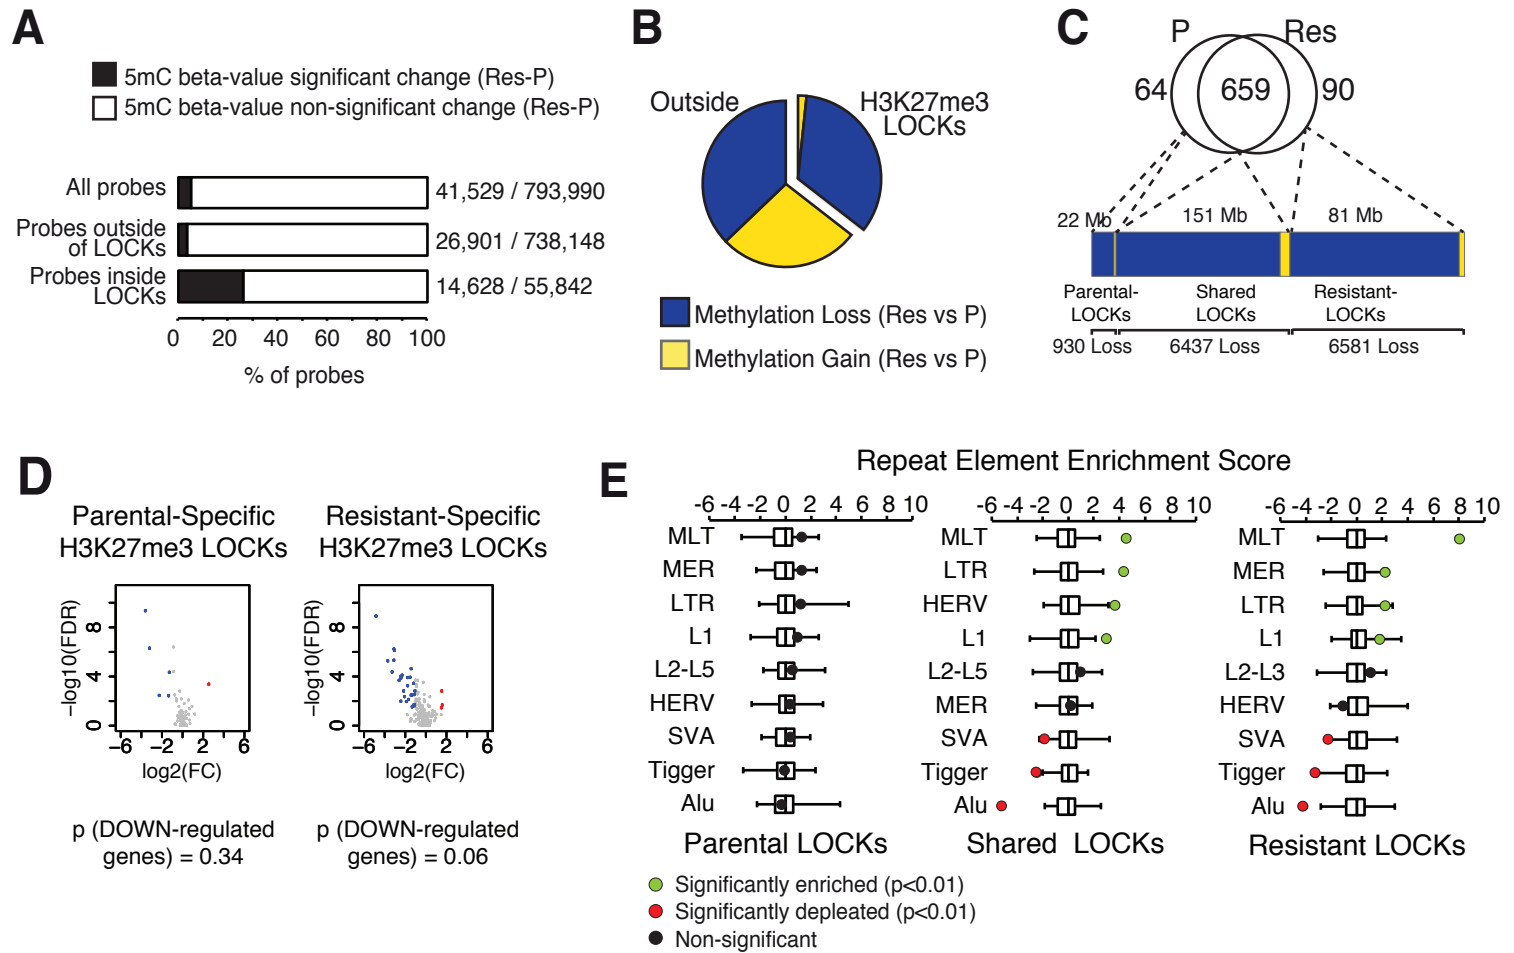 A
5mC beta-value significant change (Res-P)
5mC beta-value non-significant change (Res-P)
All probes
41,529 / 793,990
Probes outside
of LOCKs
26,901 / 738,148
Probes inside
LOCKs
14,628 / 55,842
0 20 40 60 80 100
% of probes
B
Outside
H3K27me3
LOCKs
Methylation Loss (Res vs P)
Methylation Gain (Res vs P)
C
P Res
64 659 90
22 Mb 151 Mb 81 Mb
Parental-
LOCKs
Shared
LOCKs
Resistant-
LOCKs
930 Loss 6437 Loss 6581 Loss
D
Parental-Specific
H3K27me3 LOCKs
−log10(FDR)
0 4 8
−6 −2 2 6
log2(FC)
p (DOWN-regulated
genes) = 0.34
Resistant-Specific
H3K27me3 LOCKs
−log10(FDR)
0 4 8
−6 −2 2 6
log2(FC)
p (DOWN-regulated
genes) = 0.06
E
Repeat Element Enrichment Score
-6 -4 -2 0 2 4 6 8 10
MLT
MER
LTR
L1
L2-L5
HERV
SVA
Tigger
Alu
Parental LOCKs
-6 -4 -2 0 2 4 6 8 10
MLT
LTR
HERV
L1
L2-L5
MER
SVA
Tigger
Alu
Shared LOCKs
-6 -4 -2 0 2 4 6 8 10
MLT
MER
LTR
L1
L2-L3
HERV
SVA
Tigger
Alu
Resistant LOCKs
Significantly enriched (p<0.01)
Significantly depleated (p<0.01)
Non-significant